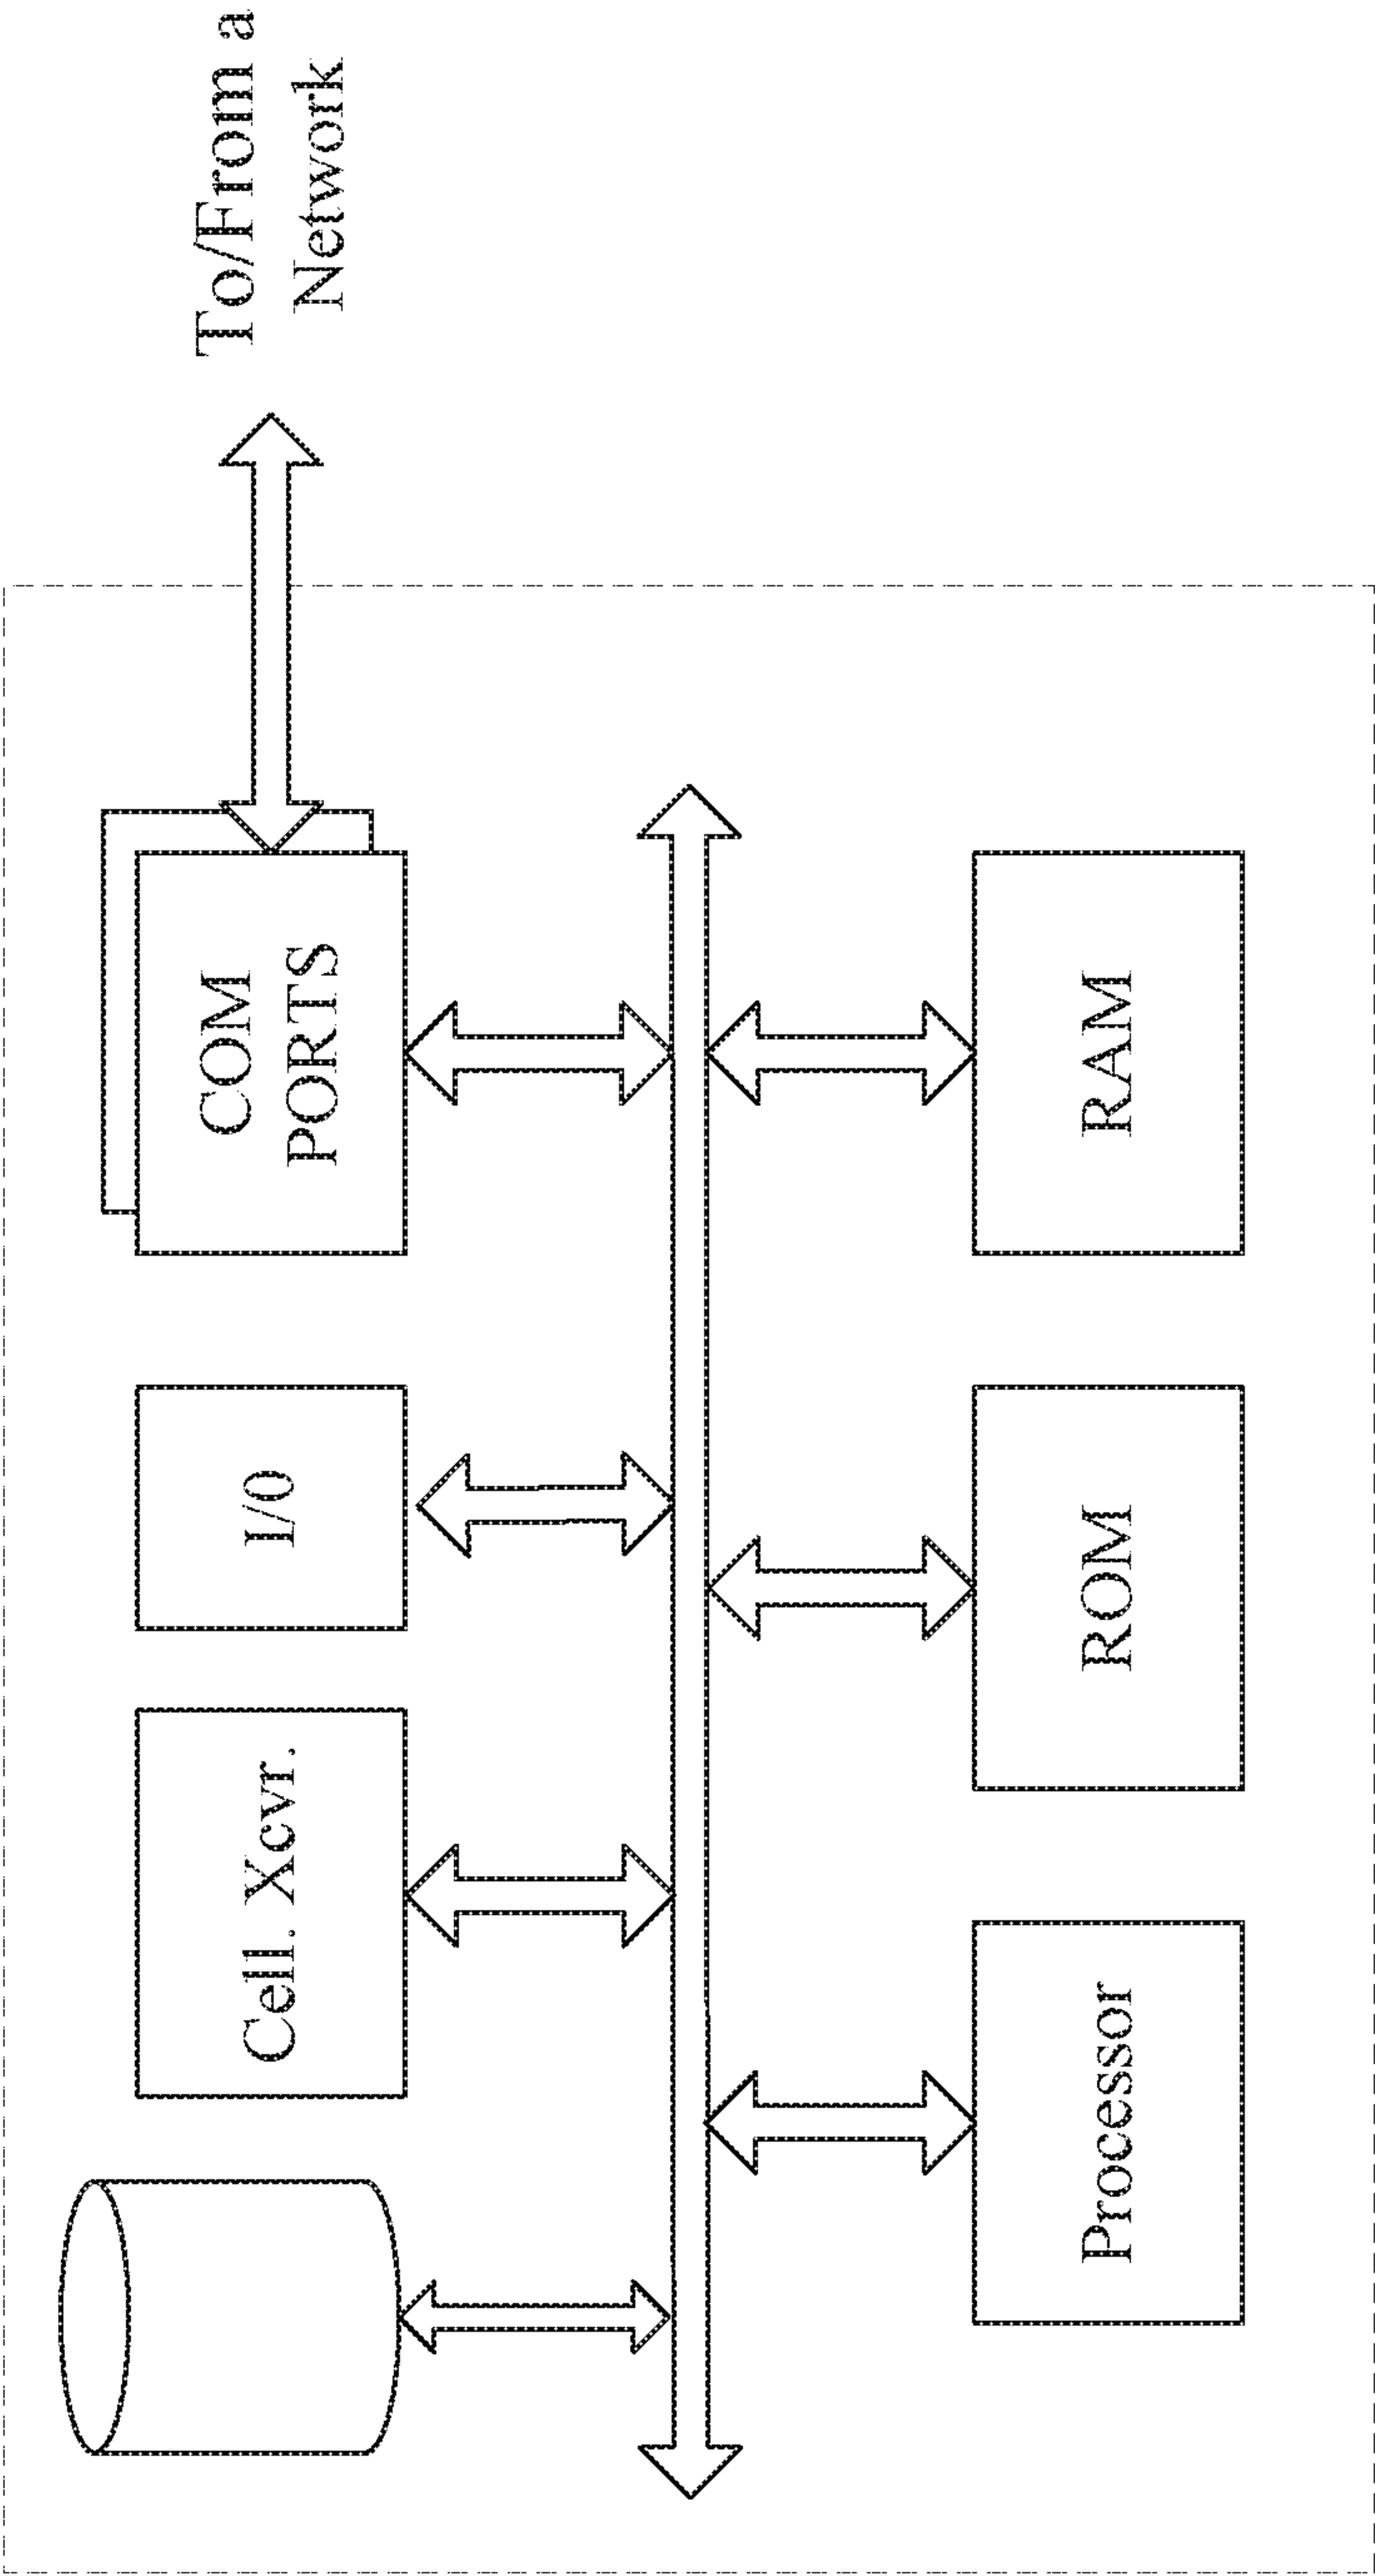 Cell. Xcvr.
I/0
COM
PORTS
To/From a
Network
Processor
ROM
RAM